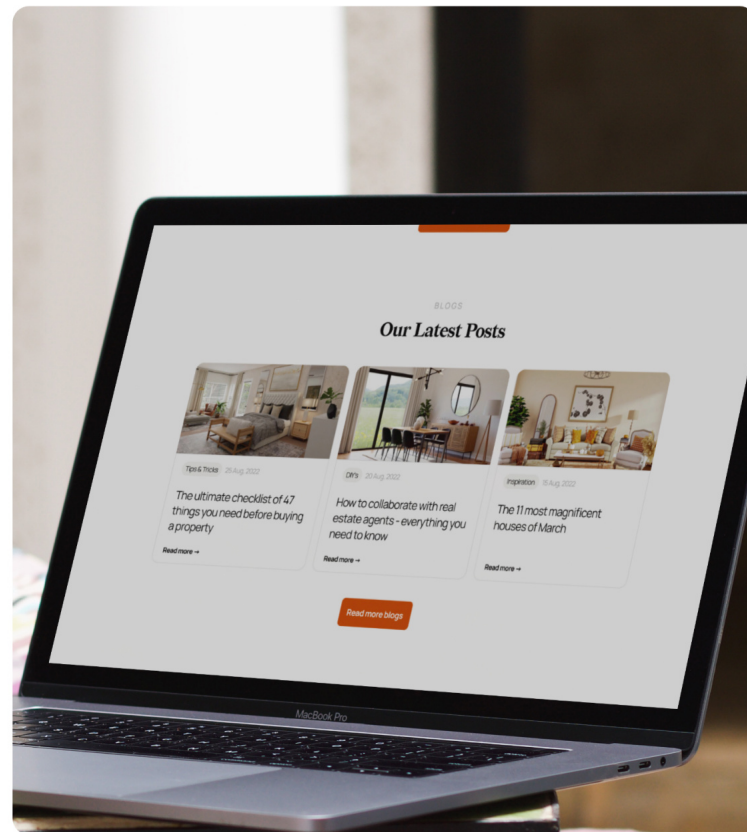 BLOGS
Our Latest Posts
Tips & Tricks 25 Aug, 2022
The ultimate checklist of 47
things you need before buying
a property
Read more →
DIY's 20 Aug, 2022
How to collaborate with real
estate agents - everything you
need to know
Read more →
Inspiration 15 Aug, 2022
The 11 most magnificent
houses of March
Read more →
Read more blogs
MacBook Pro